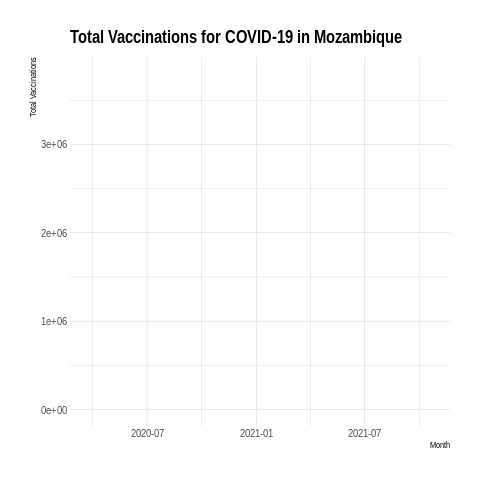 Total Vaccinations for COVID-19 in Mozambique
Total Vaccinations
3e+06
2e+06
1e+06
0e+00
2020-07 2021-01 2021-07
Month